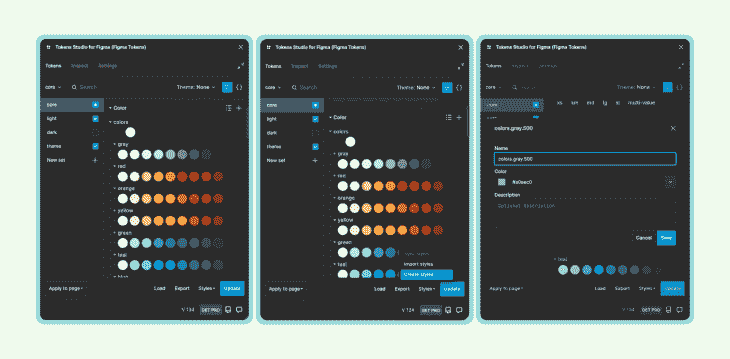 Tokens Studio for Figma (Figma Tokens)
Tokens Inspect Settings
core Search Theme: None
core
light
dark
theme
New set
Color
colors
gray
red
orange
yellow
green
teal
Apply to page Load Export Styles Update
V 134 GET PRO
Tokens Studio for Figma (Figma Tokens)
Tokens Inspect Settings
core Search Theme: None
core
light
dark
theme
New set
Color
colors
gray
red
orange
yellow
green
teal
Import styles
Create styles
Apply to page Load Export Styles Update
V 134 GET PRO
Tokens Studio for Figma (Figma Tokens)
Tokens Inspect Settings
core Theme: None
xs sm md lg xl multi-value
colors.gray.500
Name
colors.gray.500
Color
#a0aec0
Description
Optional description
Cancel Save
teal
Apply to page Load Export Styles Update
V 134 GET PRO